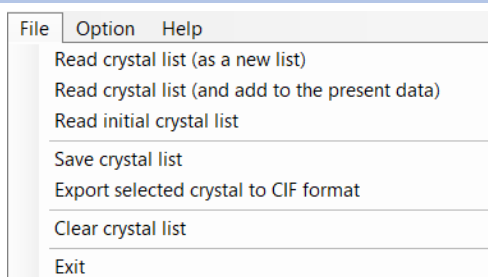 File Option Help
Read crystal list (as a new list)
Read crystal list (and add to the present data)
Read initial crystal list
Save crystal list
Export selected crystal to CIF format
Clear crystal list
Exit